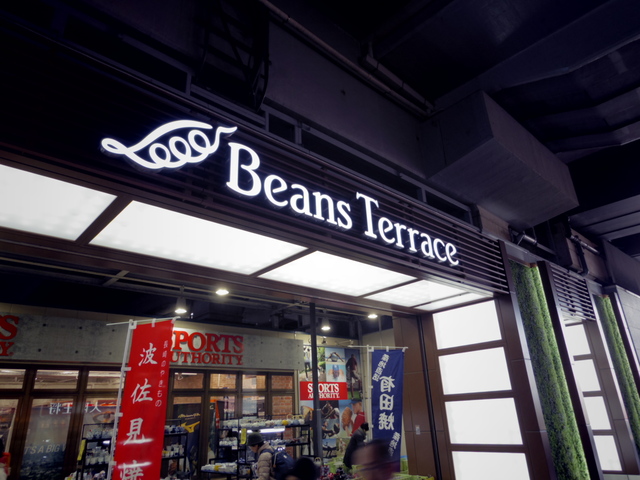 Beans Terrace
SPORTS
AUTHORITY
SPORTS
AUTHORITY
波佐見焼
有田焼